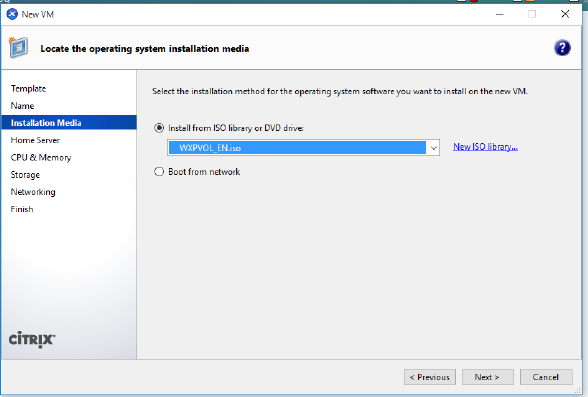 New VM
Locate the operating system installation media
?
Template
Name
Installation Media
Home Server
CPU & Memory
Storage
Networking
Finish
CİTRIX
Select the installation method for the operating system software you want to install on the new VM.
Install from ISO library or DVD drive:
WXPVOL_EN.iso
New ISO library...
Boot from network
< Previous
Next >
Cancel